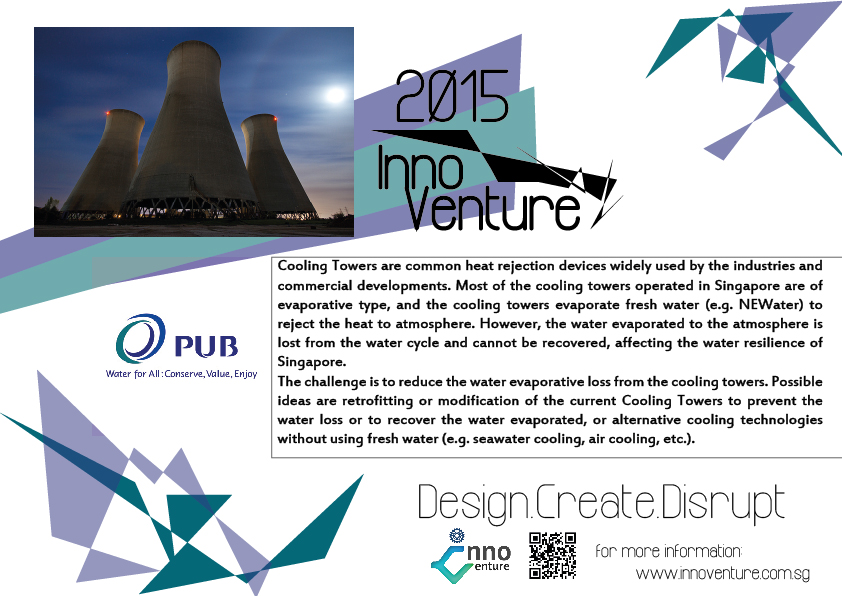 2015
Inno
Venture
Cooling Towers are common heat rejection devices widely used by the industries and
commercial developments. Most of the cooling towers operated in Singapore are of
evaporative type, and the cooling towers evaporate fresh water (e.g. NEWater) to
reject the heat to atmosphere. However, the water evaporated to the atmosphere is
lost from the water cycle and cannot be recovered, affecting the water resilience of
Singapore.
The challenge is to reduce the water evaporative loss from the cooling towers. Possible
ideas are retrofitting or modification of the current Cooling Towers to prevent the
water loss or to recover the water evaporated, or alternative cooling technologies
without using fresh water (e.g. seawater cooling, air cooling, etc.).
PUB
Water for All: Conserve, Value, Enjoy
Design.Create.Disrupt
nno
enture
for more information:
www.innoventure.com.sg